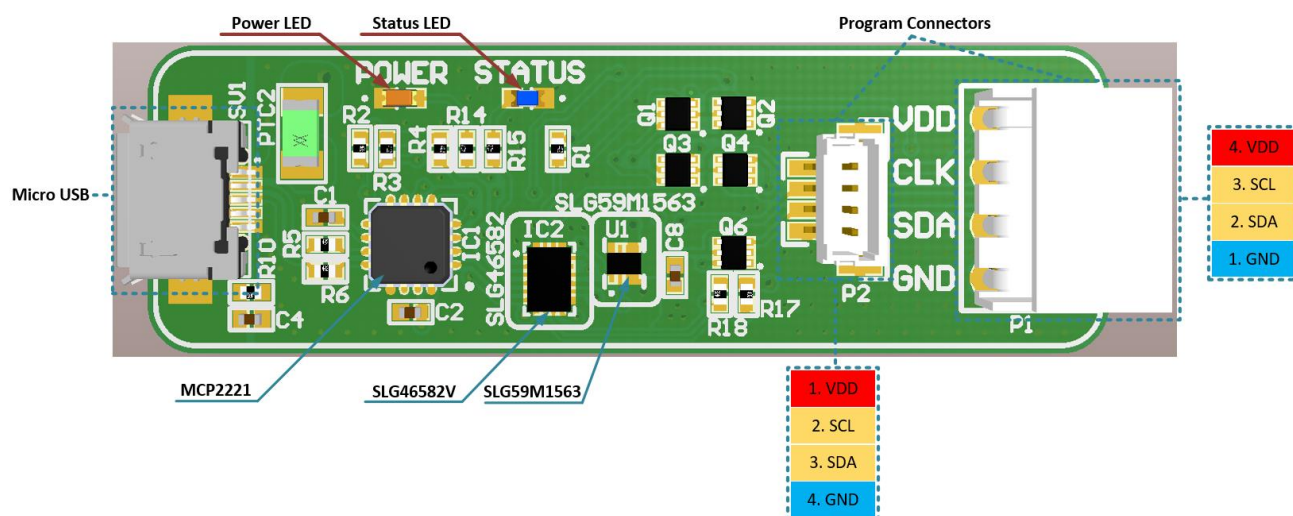 Power LED
Status LED
Program Connectors
POWER
STATUS
SV1
PTC2
R2
R3
R4
R14
R15
R1
Q1
Q2
Q3
Q4
VDD
CLK
SDA
GND
4. VDD
3. SCL
2. SDA
1. GND
Micro USB
C1
R5
R6
R10
C4
IC1
C2
SLG46582
IC2
SLG59M1563
U1
C8
Q6
R18
R17
P2
P1
MCP2221
SLG46582V
SLG59M1563
1. VDD
2. SCL
3. SDA
4. GND